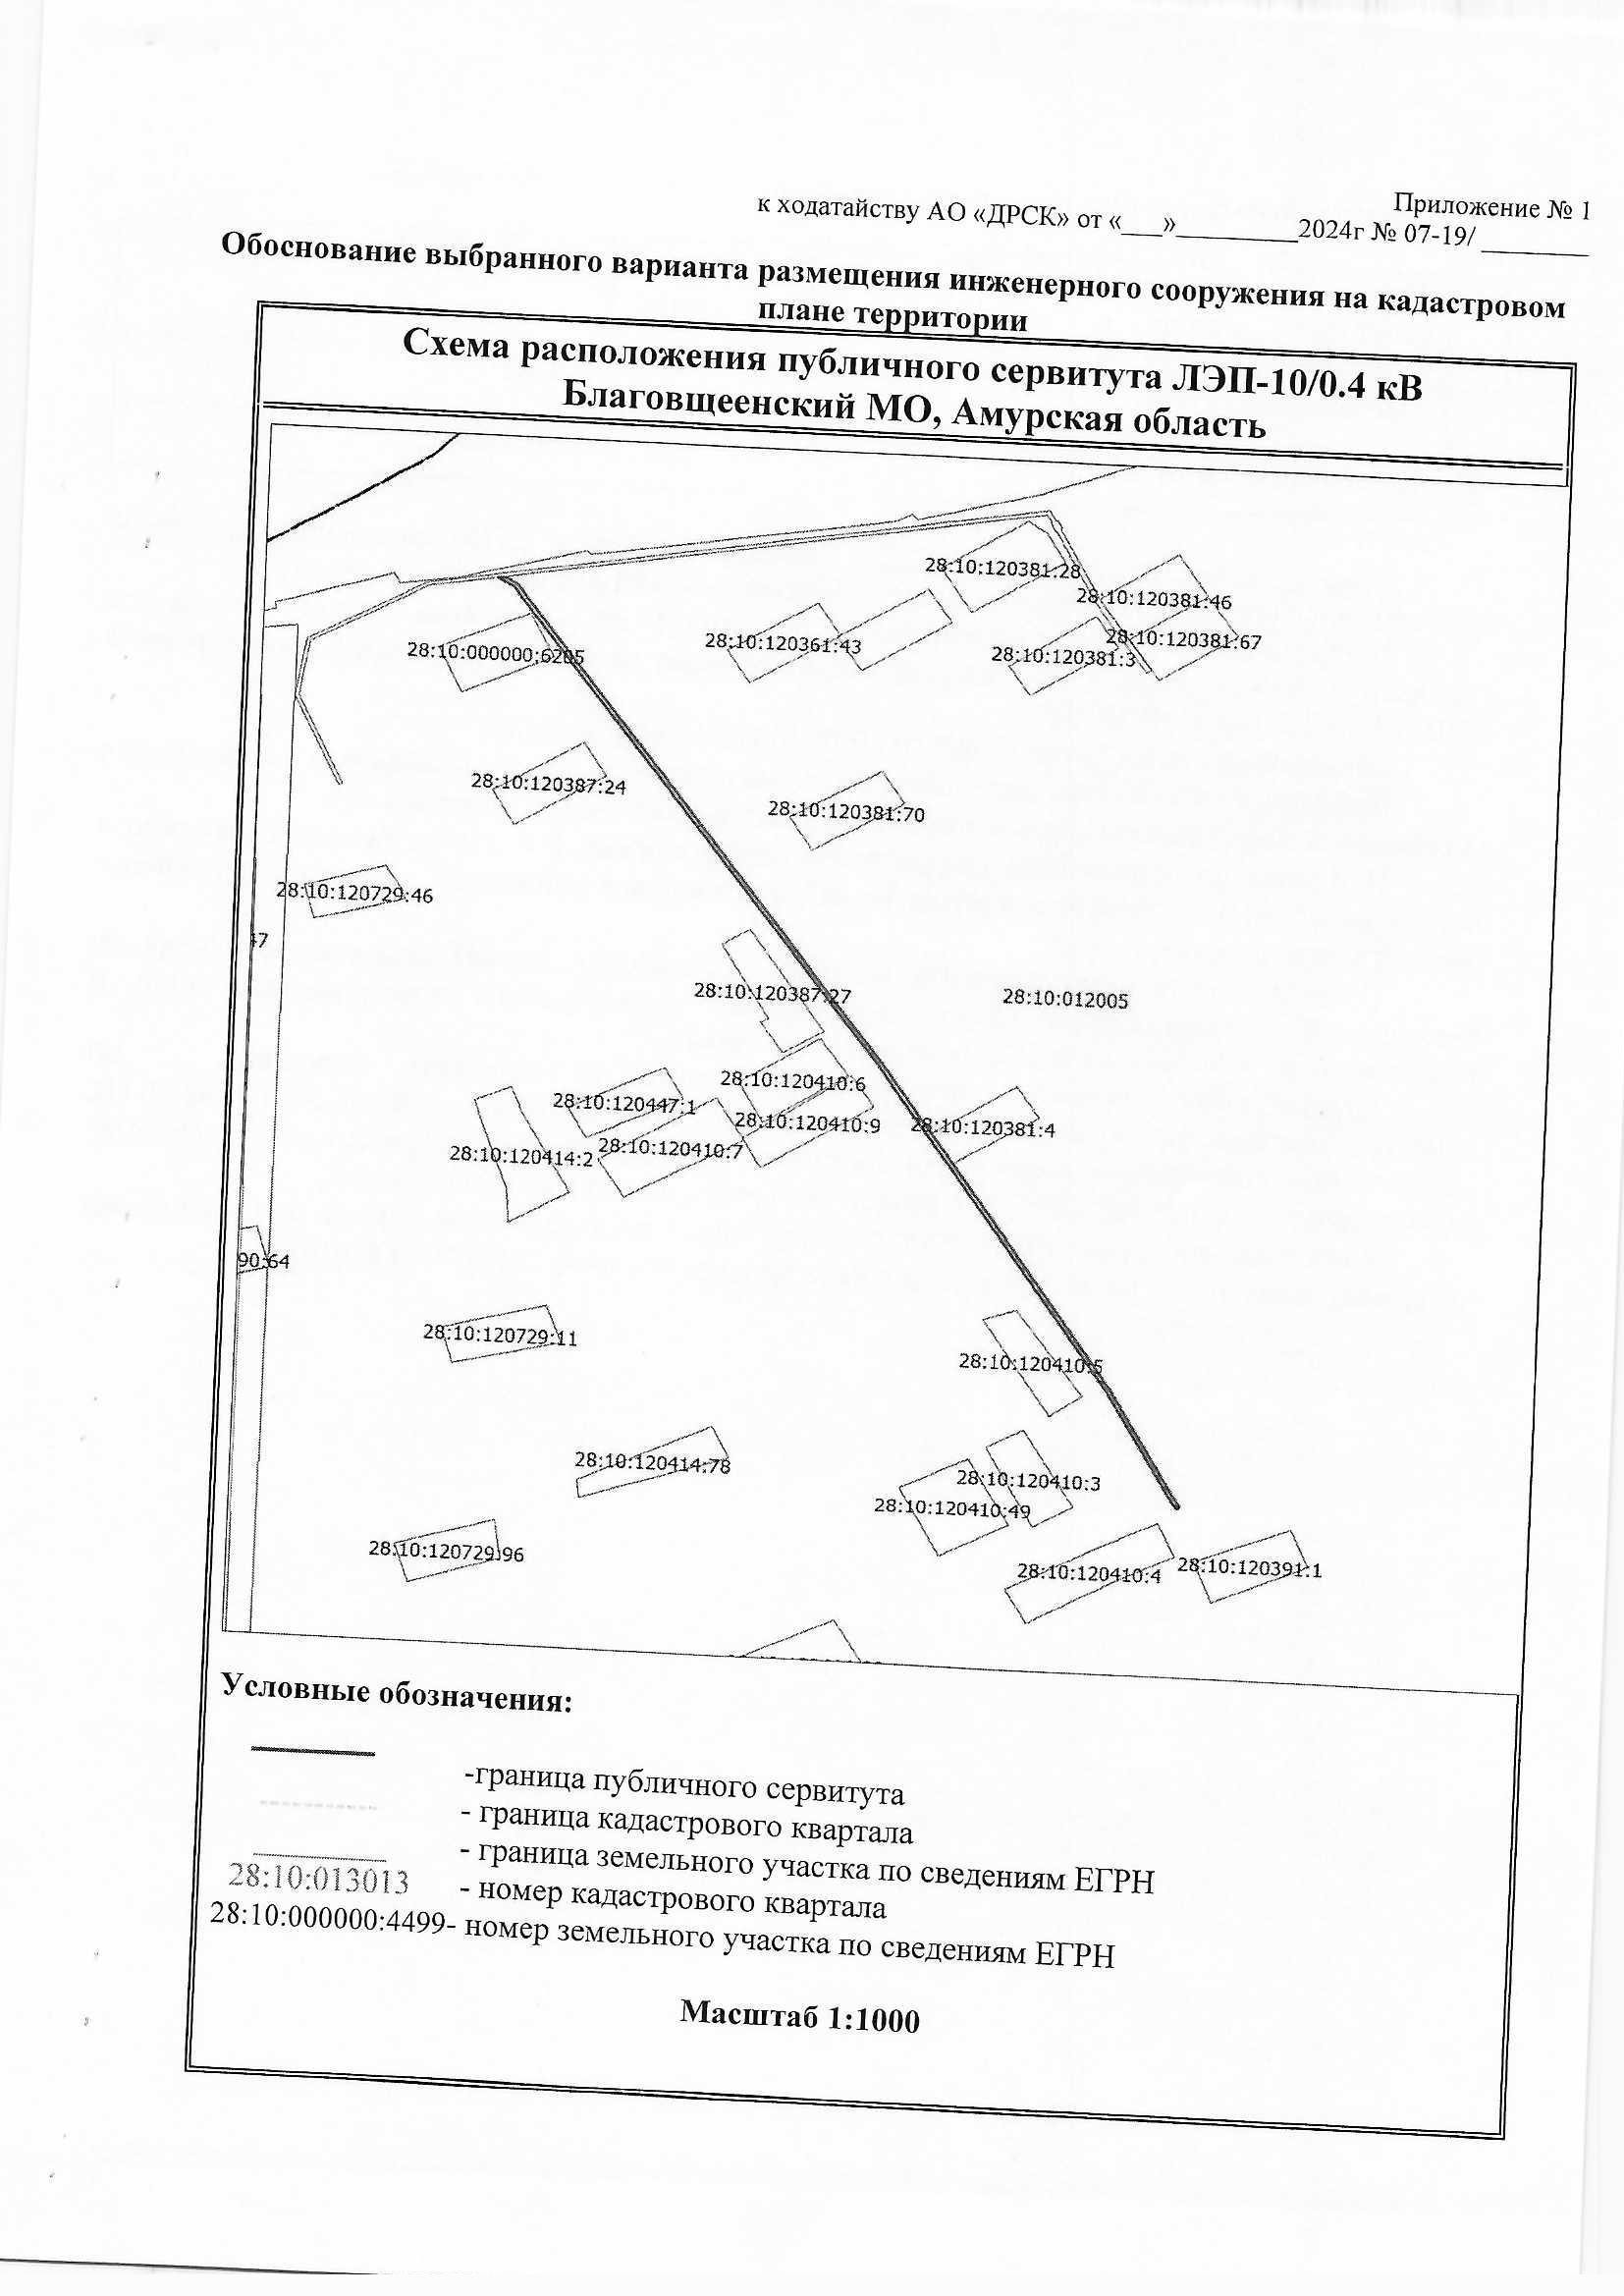 Приложение № 1
к ходатайству АО «ДРСК» от «___»_________2024г № 07-19/ ________
Обоснование выбранного варианта размещения инженерного сооружения на кадастровом
плане территории
Схема расположения публичного сервитута ЛЭП-10/0.4 кВ
Благовщеенский МО, Амурская область
28:10:120381:28
28:10:120381:46
28:10:120381:67
28:10:120361:43
28:10:120381:3
28:10:000000:6285
28:10:120387:24
28:10:120381:70
28:10:120729:46
47
28:10:120387:27
28:10:012005
28:10:120410:6
28:10:120447:1
28:10:120410:9
28:10:120381:4
28:10:120414:2
28:10:120410:7
90:64
28:10:120729:11
28:10:120410:5
28:10:120414:78
28:10:120410:3
28:10:120410:49
28:10:120729:96
28:10:120410:4
28:10:120391:1
Условные обозначения:
-граница публичного сервитута
- граница кадастрового квартала
- граница земельного участка по сведениям ЕГРН
28:10:013013 - номер кадастрового квартала
28:10:000000:4499- номер земельного участка по сведениям ЕГРН
Масштаб 1:1000